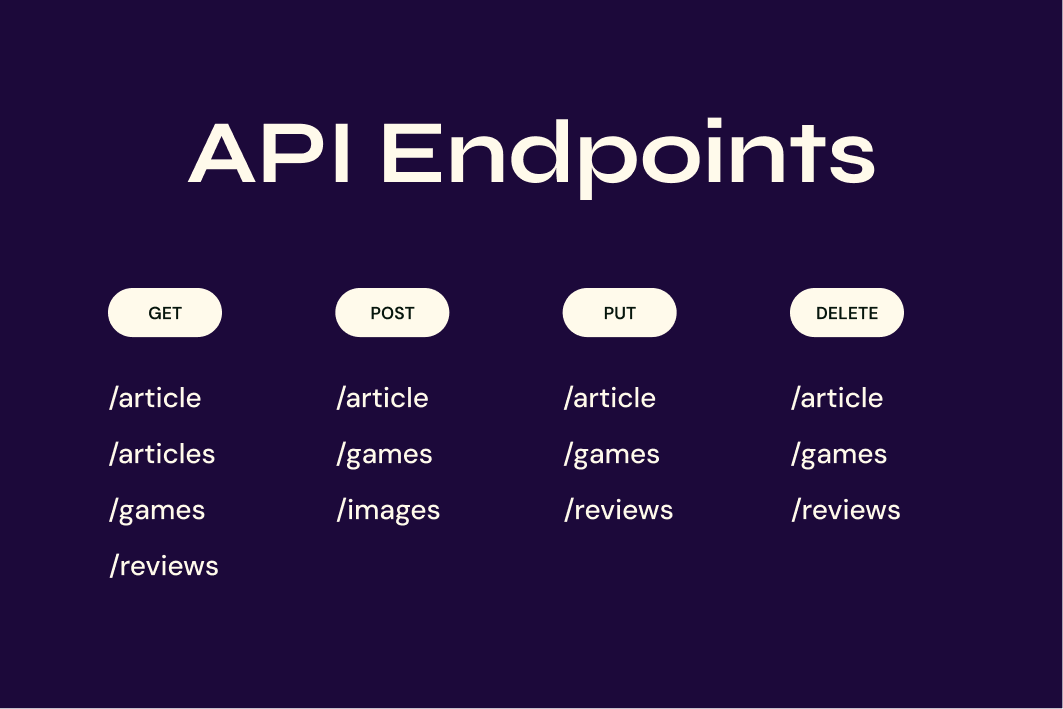 API Endpoints
GET
/article
/articles
/games
/reviews
POST
/article
/games
/images
PUT
/article
/games
/reviews
DELETE
/article
/games
/reviews